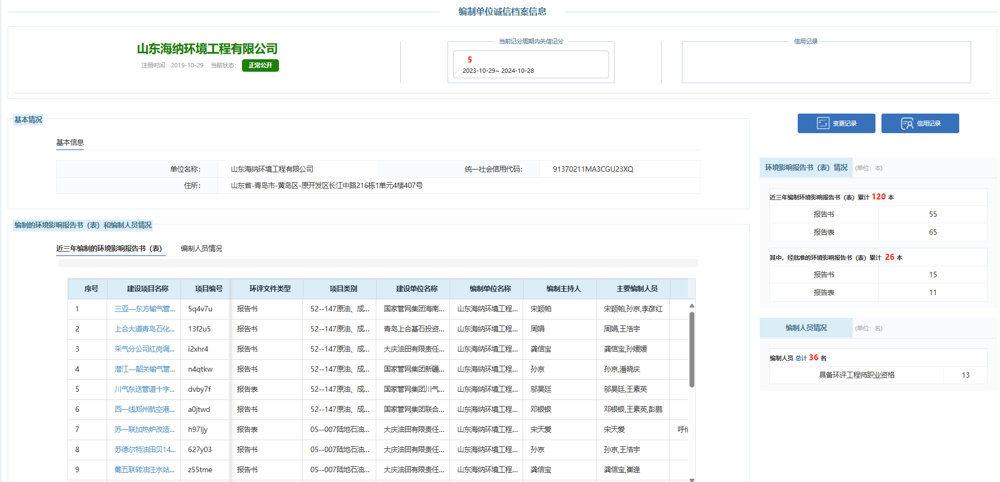 编制单位诚信档案信息
山东海纳环境工程有限公司
注册时间：2019-10-29 当前状态： 正常公开
当前记分周期内失信记分
5
2023-10-29~ 2024-10-28
信用记录
基本情况
变更记录 信用记录
基本信息
单位名称： 山东海纳环境工程有限公司 统一社会信用代码： 91370211MA3CGU23XQ
住所： 山东省-青岛市-黄岛区-原开发区长江中路216栋1单元4楼407号
编制的环境影响报告书（表）和编制人员情况
近三年编制的环境影响报告书（表） 编制人员情况
序号 建设项目名称 项目编号 环评文件类型 项目类别 建设单位名称 编制单位名称 编制主持人 主要编制人员
1 三亚—东方输气管... 5q4v7u 报告书 52--147原油、成... 国家管网集团海南... 山东海纳环境工程... 宋颖帕 宋颖帕,孙京,李彦红
2 上合大道青岛石化... 13f2u5 报告书 52--147原油、成... 青岛上合基石投资... 山东海纳环境工程... 周娟 周娟,王浩宇
3 采气分公司红岗调... i2xhr4 报告书 52--147原油、成... 大庆油田有限责任... 山东海纳环境工程... 龚信宝 龚信宝,孙媛媛
4 潜江—韶关输气管... n4qtkw 报告书 52--147原油、成... 国家管网集团新疆... 山东海纳环境工程... 孙京 孙京,潘晓庆
5 川气东送管道十字... dvby7f 报告表 52--147原油、成... 国家管网集团川气... 山东海纳环境工程... 邬昊廷 邬昊廷,王素英
6 西一线郑州航空港... a0jtwd 报告书 52--147原油、成... 国家管网集团联合... 山东海纳环境工程... 邓银银 邓银银,王素英,彭鹏
7 苏一联加热炉改造... h97ljy 报告表 05--007陆地石油... 大庆油田有限责任... 山东海纳环境工程... 宋天爱 宋天爱 呼
8 苏德尔特油田贝14... 627y03 报告书 05--007陆地石油... 大庆油田有限责任... 山东海纳环境工程... 孙京 孙京,王浩宇
9 葡五联转油注水站... z55tme 报告书 05--007陆地石油... 大庆油田有限责任... 山东海纳环境工程... 龚信宝 龚信宝,崔逢
环境影响报告书（表）情况 （单位：本）
近三年编制环境影响报告书（表）累计 120 本
报告书 55
报告表 65
其中，经批准的环境影响报告书（表）累计 26 本
报告书 15
报告表 11
编制人员情况 （单位：名）
编制人员 总计 36 名
具备环评工程师职业资格 13